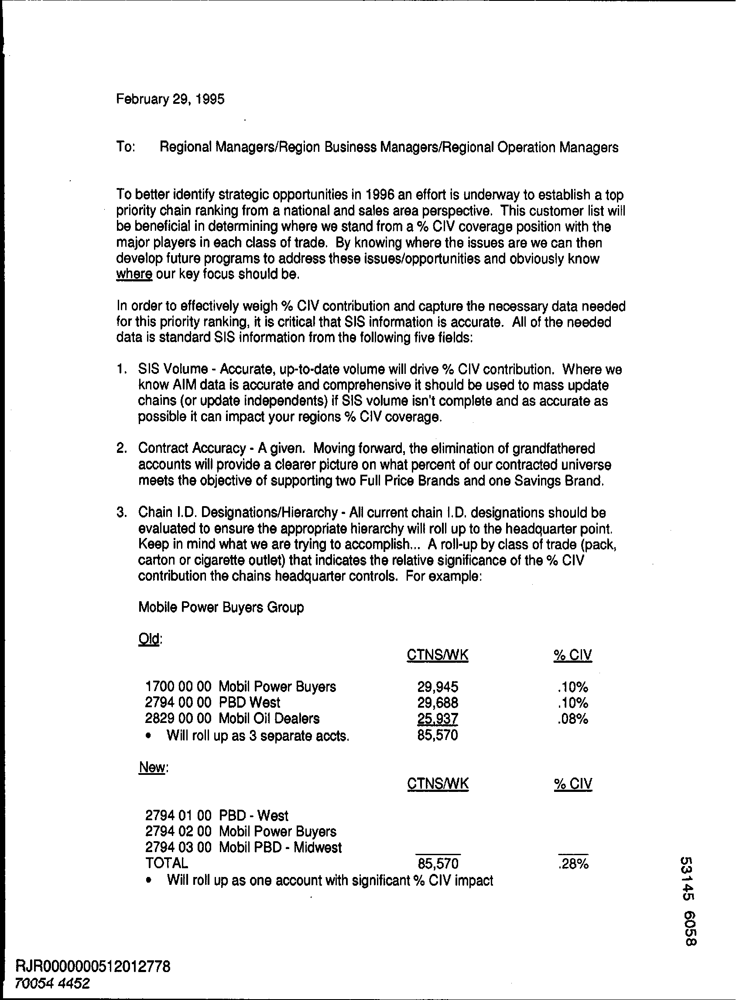 February 29, 1995
To: Regional Managers/Region Business Managers/Regional Operation Managers
To better identify strategic opportunities in 1996 an effort is underway to establish a top
priority chain ranking from a national and sales area perspective. This customer list will
be beneficial in determining where we stand from a % CIV coverage position with the
major players in each class of trade. By knowing where the issues are we can then
develop future programs to address these issues/opportunities and obviously know
where our key focus should be.
In order to effectively weigh % CIV contribution and capture the necessary data needed
for this priority ranking, it is critical that SIS information is accurate. All of the needed
data is standard SIS information from the following five fields:
1. SIS Volume - Accurate, up-to-date volume will drive % CIV contribution. Where we
know AIM data is accurate and comprehensive it should be used to mass update
chains (or update independents) if SIS volume isn't complete and as accurate as
possible it can impact your regions % CIV coverage.
2. Contract Accuracy - A given. Moving forward, the elimination of grandfathered
accounts will provide a clearer picture on what percent of our contracted universe
meets the objective of supporting two Full Price Brands and one Savings Brand.
3. Chain I.D. Designations/Hierarchy - All current chain I.D. designations should be
evaluated to ensure the appropriate hierarchy will roll up to the headquarter point.
Keep in mind what we are trying to accomplish... A roll-up by class of trade (pack,
carton or cigarette outlet) that indicates the relative significance of the % CIV
contribution the chains headquarter controls. For example:
Mobile Power Buyers Group
Old:
CTNS/WK % CIV
1700 00 00 Mobil Power Buyers 29,945 .10%
2794 00 00 PBD West 29,688 .10%
2829 00 00 Mobil Oil Dealers 25,937 .08%
• Will roll up as 3 separate accts. 85,570
New:
CTNS/WK % CIV
2794 01 00 PBD - West
2794 02 00 Mobil Power Buyers
2794 03 00 Mobil PBD - Midwest
TOTAL 85,570 .28%
• Will roll up as one account with significant % CIV impact
53145 6058
RJR0000000512012778
70054 4452